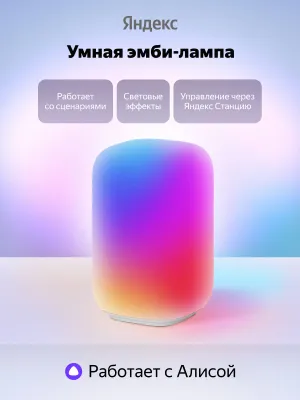 Яндекс
Умная эмби-лампа
Работает
со сценариями
Световые
эффекты
Управление через
Яндекс Станцию
Работает с Алисой